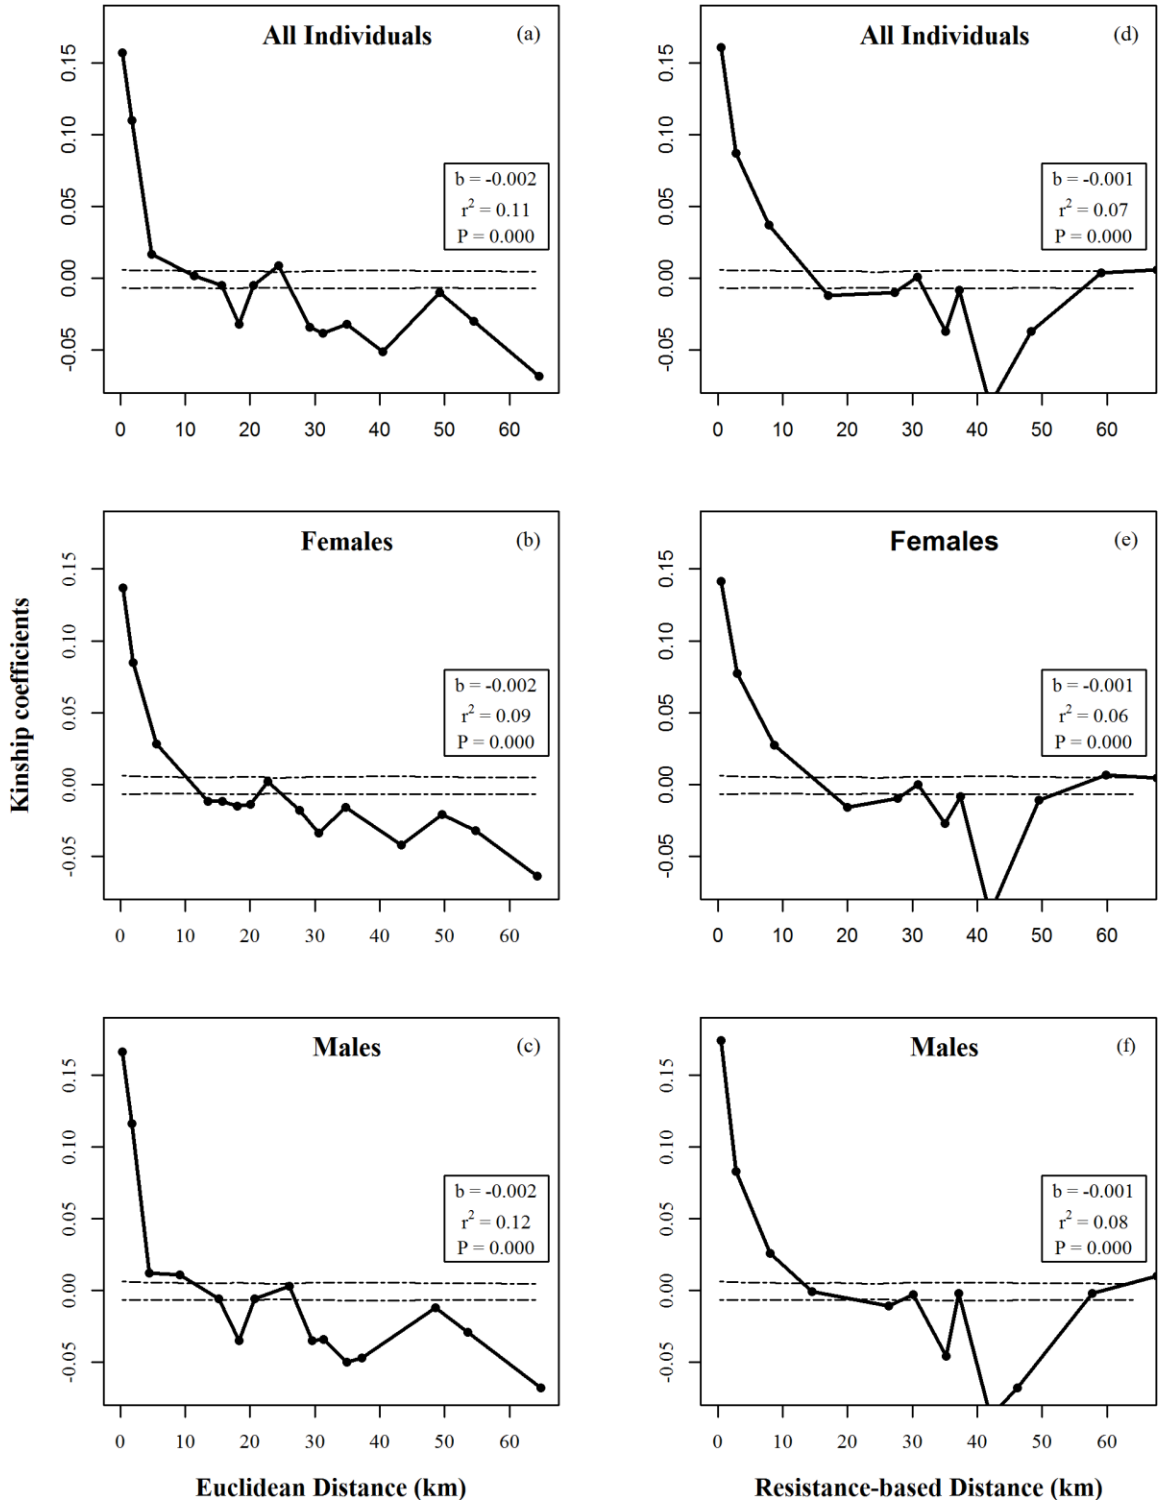 All Individuals (a)
0.15
0.10
0.05
0.00
-0.05
b = -0.002
r² = 0.11
P = 0.000
0 10 20 30 40 50 60
All Individuals (d)
0.15
0.10
0.05
0.00
-0.05
b = -0.001
r² = 0.07
P = 0.000
0 10 20 30 40 50 60
Kinship coefficients
Females (b)
0.15
0.10
0.05
0.00
-0.05
b = -0.002
r² = 0.09
P = 0.000
0 10 20 30 40 50 60
Females (e)
0.15
0.10
0.05
0.00
-0.05
b = -0.001
r² = 0.06
P = 0.000
0 10 20 30 40 50 60
Males (c)
0.15
0.10
0.05
0.00
-0.05
b = -0.002
r² = 0.12
P = 0.000
0 10 20 30 40 50 60
Euclidean Distance (km)
Males (f)
0.15
0.10
0.05
0.00
-0.05
b = -0.001
r² = 0.08
P = 0.000
0 10 20 30 40 50 60
Resistance-based Distance (km)